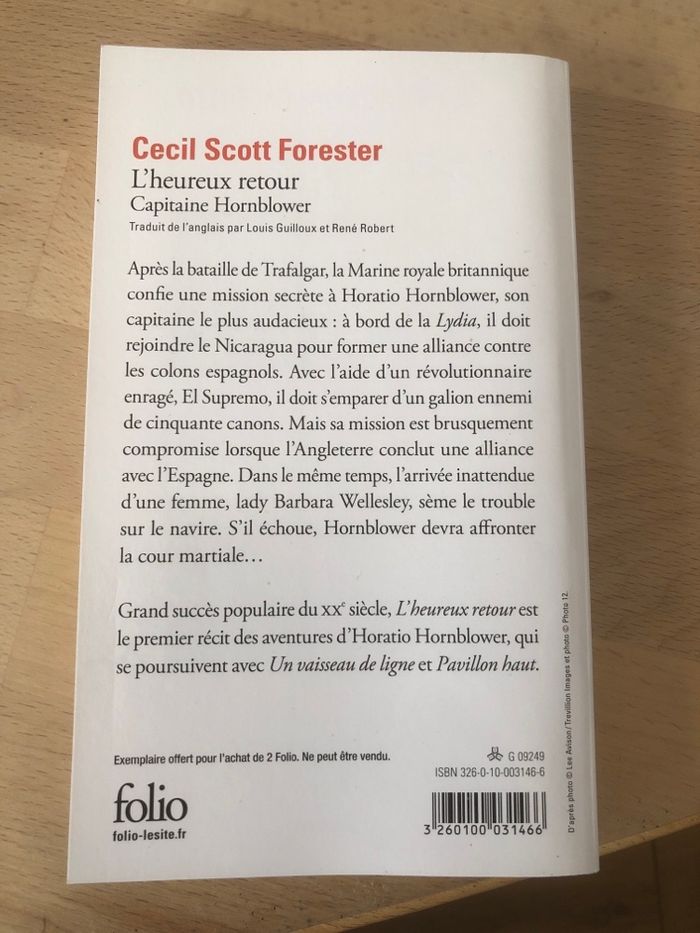 Cecil Scott Forester
L'heureux retour
Capitaine Hornblower
Traduit de l'anglais par Louis Guilloux et René Robert
Après la bataille de Trafalgar, la Marine royale britannique
confie une mission secrète à Horatio Hornblower, son
capitaine le plus audacieux : à bord de la Lydia, il doit
rejoindre le Nicaragua pour former une alliance contre
les colons espagnols. Avec l'aide d'un révolutionnaire
enragé, El Supremo, il doit s'emparer d'un galion ennemi
de cinquante canons. Mais sa mission est brusquement
compromise lorsque l'Angleterre conclut une alliance
avec l'Espagne. Dans le même temps, l'arrivée inattendue
d'une femme, lady Barbara Wellesley, sème le trouble
sur le navire. S'il échoue, Hornblower devra affronter
la cour martiale…
Grand succès populaire du XXe siècle, L'heureux retour est
le premier récit des aventures d'Horatio Hornblower, qui
se poursuivent avec Un vaisseau de ligne et Pavillon haut.
Exemplaire offert pour l'achat de 2 Folio. Ne peut être vendu.
G 09249
ISBN 326-0-10-003146-6
folio
folio-lesite.fr
3 260100 031466
D'après photo © Lee Avison / Trevillion Images et photo © Photo 12.